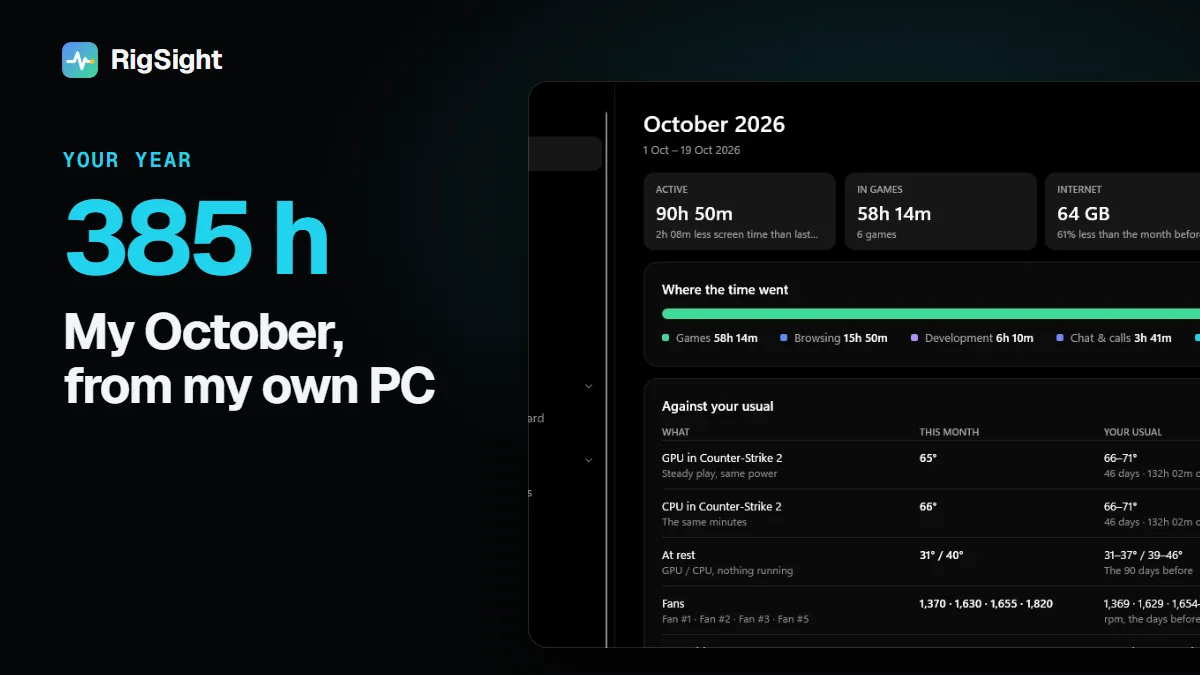 RigSight
YOUR YEAR
385 h
My October,
from my own PC
ard
s
October 2026
1 Oct – 19 Oct 2026
ACTIVE
90h 50m
2h 08m less screen time than last...
IN GAMES
58h 14m
6 games
INTERNET
64 GB
61% less than the month before
Where the time went
Games 58h 14m
Browsing 15h 50m
Development 6h 10m
Chat & calls 3h 41m
Against your usual
WHAT THIS MONTH YOUR USUAL
GPU in Counter-Strike 2 65° 66–71°
Steady play, same power 46 days · 132h 02m
CPU in Counter-Strike 2 66° 66–71°
The same minutes 46 days · 132h 02m
At rest 31° / 40° 31–37° / 39–46°
GPU / CPU, nothing running The 90 days before
Fans 1,370 · 1,630 · 1,655 · 1,820 1,369 · 1,629 · 1,654
Fan #1 · Fan #2 · Fan #3 · Fan #5 rpm, the days before